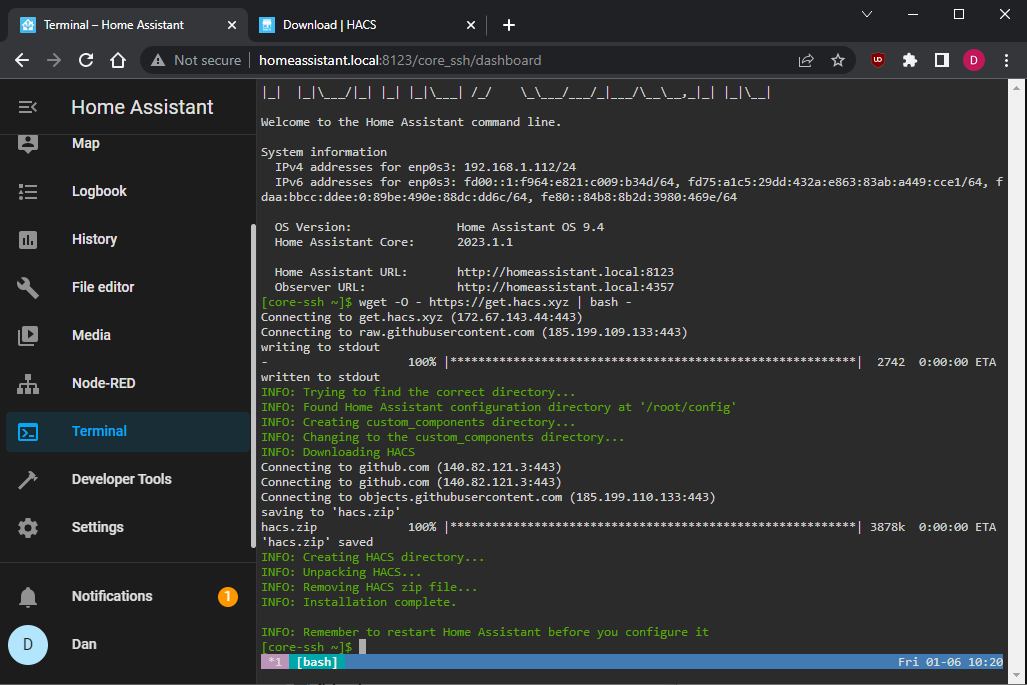 Terminal – Home Assistant
Download | HACS
Not secure
homeassistant.local:8123/core_ssh/dashboard
D
Home Assistant
Map
Logbook
History
File editor
Media
Node-RED
Terminal
Developer Tools
Settings
Notifications
1
D
Dan
|_|  |_|\___/|_| |_| |_|\___| /_/    \_\___/___/_|___/\__\__,_|_| |_|\__|
Welcome to the Home Assistant command line.
System information
  IPv4 addresses for enp0s3: 192.168.1.112/24
  IPv6 addresses for enp0s3: fd00::1:f964:e821:c009:b34d/64, fd75:a1c5:29dd:432a:e863:83ab:a449:cce1/64, f
daa:bbcc:ddee:0:89be:490e:88dc:dd6c/64, fe80::84b8:8b2d:3980:469e/64
  OS Version:               Home Assistant OS 9.4
  Home Assistant Core:      2023.1.1
  Home Assistant URL:       http://homeassistant.local:8123
  Observer URL:             http://homeassistant.local:4357
[core-ssh ~]$ wget -O - https://get.hacs.xyz | bash -
Connecting to get.hacs.xyz (172.67.143.44:443)
Connecting to raw.githubusercontent.com (185.199.109.133:443)
writing to stdout
-                    100% |**********************************************************|  2742  0:00:00 ETA
written to stdout
INFO: Trying to find the correct directory...
INFO: Found Home Assistant configuration directory at '/root/config'
INFO: Creating custom_components directory...
INFO: Changing to the custom_components directory...
INFO: Downloading HACS
Connecting to github.com (140.82.121.3:443)
Connecting to github.com (140.82.121.3:443)
Connecting to objects.githubusercontent.com (185.199.110.133:443)
saving to 'hacs.zip'
hacs.zip             100% |**********************************************************| 3878k  0:00:00 ETA
'hacs.zip' saved
INFO: Creating HACS directory...
INFO: Unpacking HACS...
INFO: Removing HACS zip file...
INFO: Installation complete.
INFO: Remember to restart Home Assistant before you configure it
[core-ssh ~]$
*1 [bash]
Fri 01-06 10:20